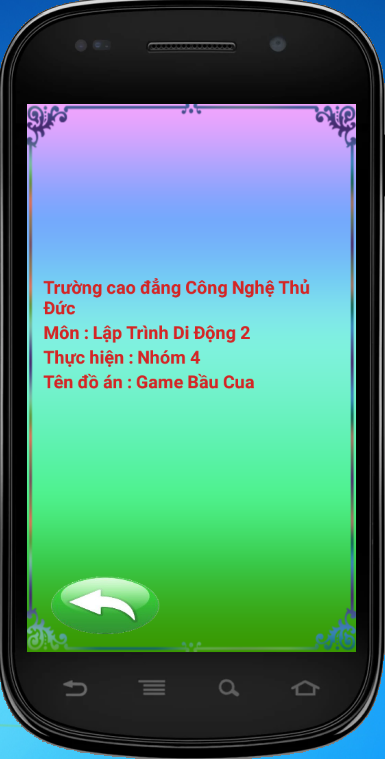 Trường cao đẳng Công Nghệ Thủ
Đức
Môn : Lập Trình Di Động 2
Thực hiện : Nhóm 4
Tên đồ án : Game Bầu Cua